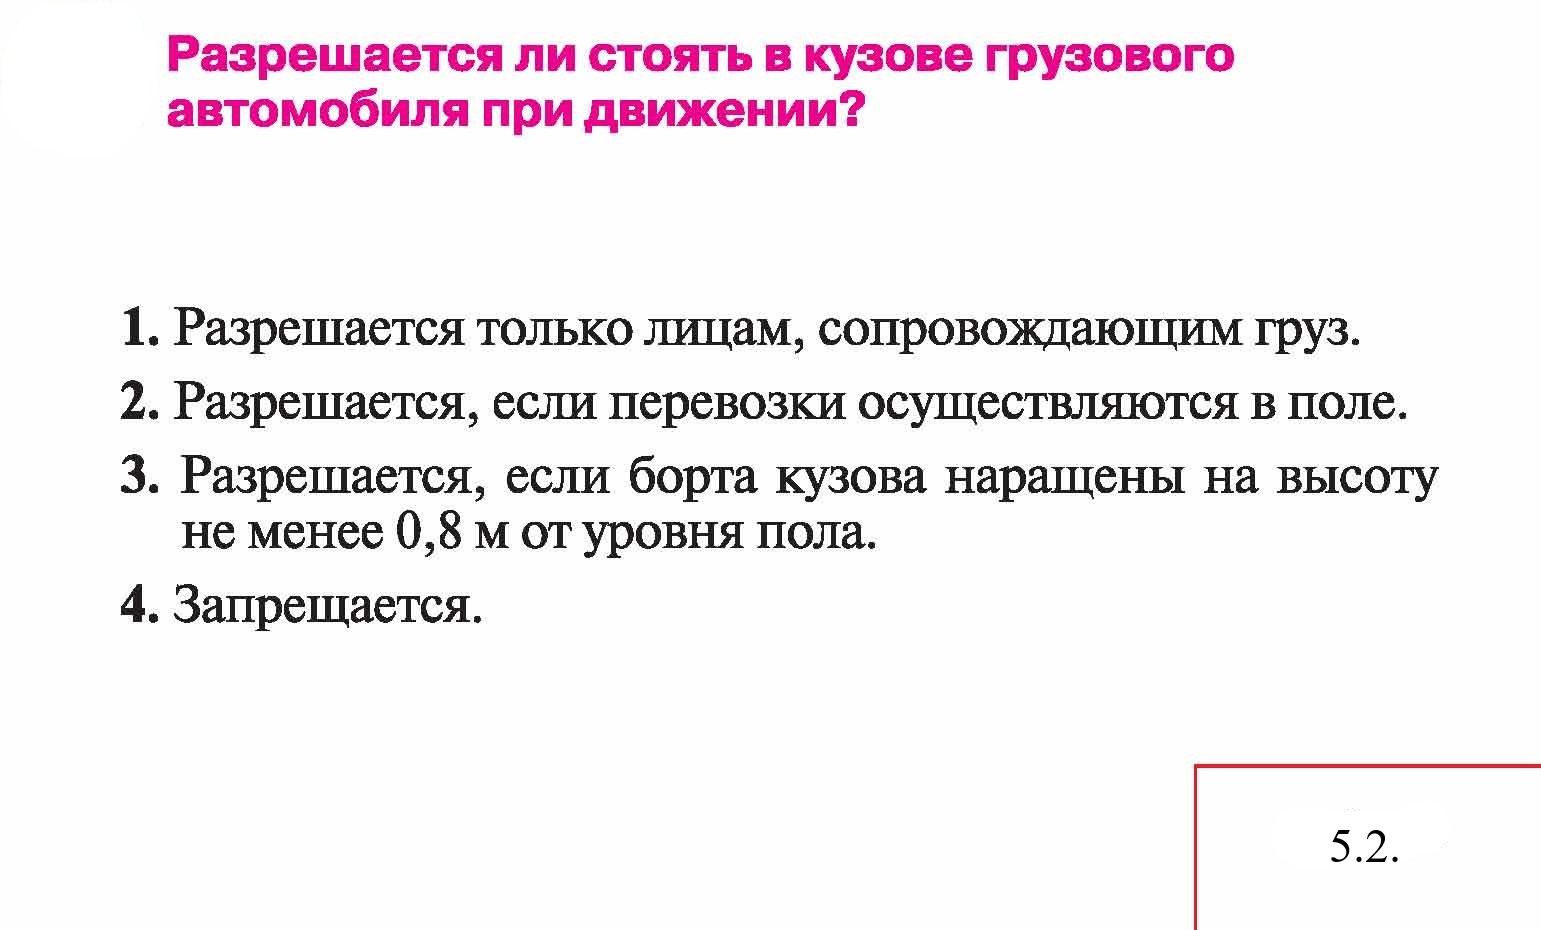 Разрешается ли стоять в кузове грузового
автомобиля при движении?
1. Разрешается только лицам, сопровождающим груз.
2. Разрешается, если перевозки осуществляются в поле.
3. Разрешается, если борта кузова наращены на высоту
не менее 0,8 м от уровня пола.
4. Запрещается.
5.2.